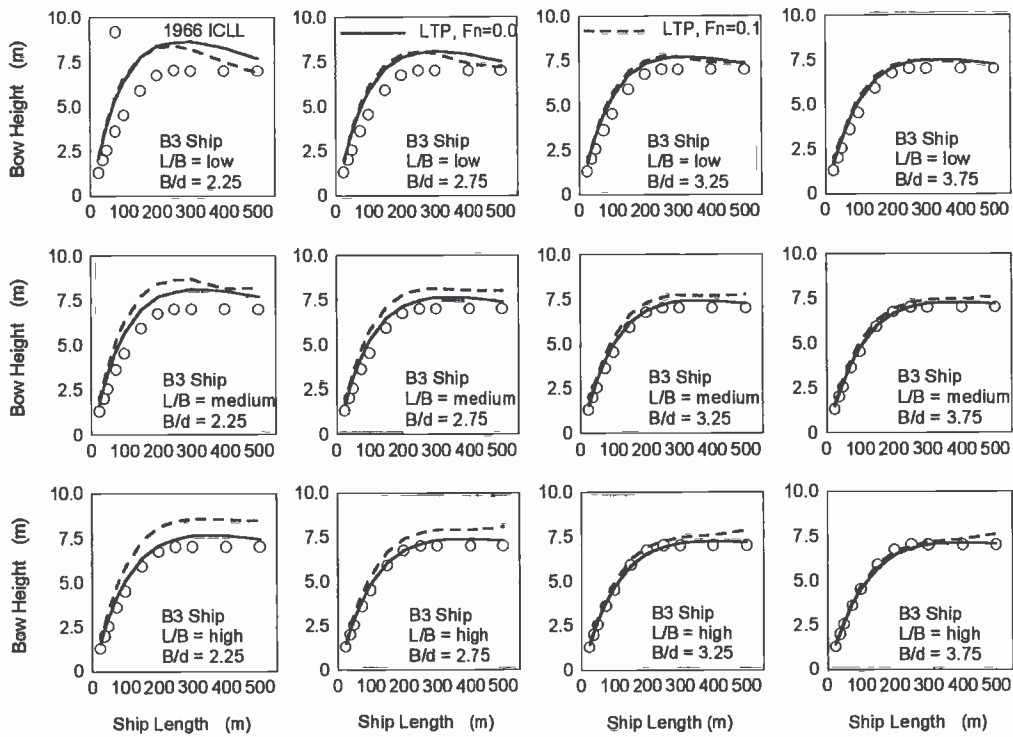 10.0 10.0 10.0 10.0
1966 ICLL LTP, Fn=0.0 LTP, Fn=0.1
Bow Height (m)
7.5 7.5 7.5 7.5
5.0 5.0 5.0 5.0
2.5 2.5 2.5 2.5
0 0 0 0
B3 Ship B3 Ship B3 Ship B3 Ship
L/B = low L/B = low L/B = low L/B = low
B/d = 2.25 B/d = 2.75 B/d = 3.25 B/d = 3.75
0 100 200 300 400 500 0 100 200 300 400 500 0 100 200 300 400 500 0 100 200 300 400 500
10.0 10.0 10.0 10.0
Bow Height (m)
7.5 7.5 7.5 7.5
5.0 5.0 5.0 5.0
2.5 2.5 2.5 2.5
0 0 0 0
B3 Ship B3 Ship B3 Ship B3 Ship
L/B = medium L/B = medium L/B = medium L/B = medium
B/d = 2.25 B/d = 2.75 B/d = 3.25 B/d = 3.75
0 100 200 300 400 500 0 100 200 300 400 500 0 100 200 300 400 500 0 100 200 300 400 500
10.0 10.0 10.0 10.0
Bow Height (m)
7.5 7.5 7.5 7.5
5.0 5.0 5.0 5.0
2.5 2.5 2.5 2.5
0 0 0 0
B3 Ship B3 Ship B3 Ship B3 Ship
L/B = high L/B = high L/B = high L/B = high
B/d = 2.25 B/d = 2.75 B/d = 3.25 B/d = 3.75
0 100 200 300 400 500 0 100 200 300 400 500 0 100 200 300 400 500 0 100 200 300 400 500
Ship Length (m) Ship Length (m) Ship Length (m) Ship Length (m)